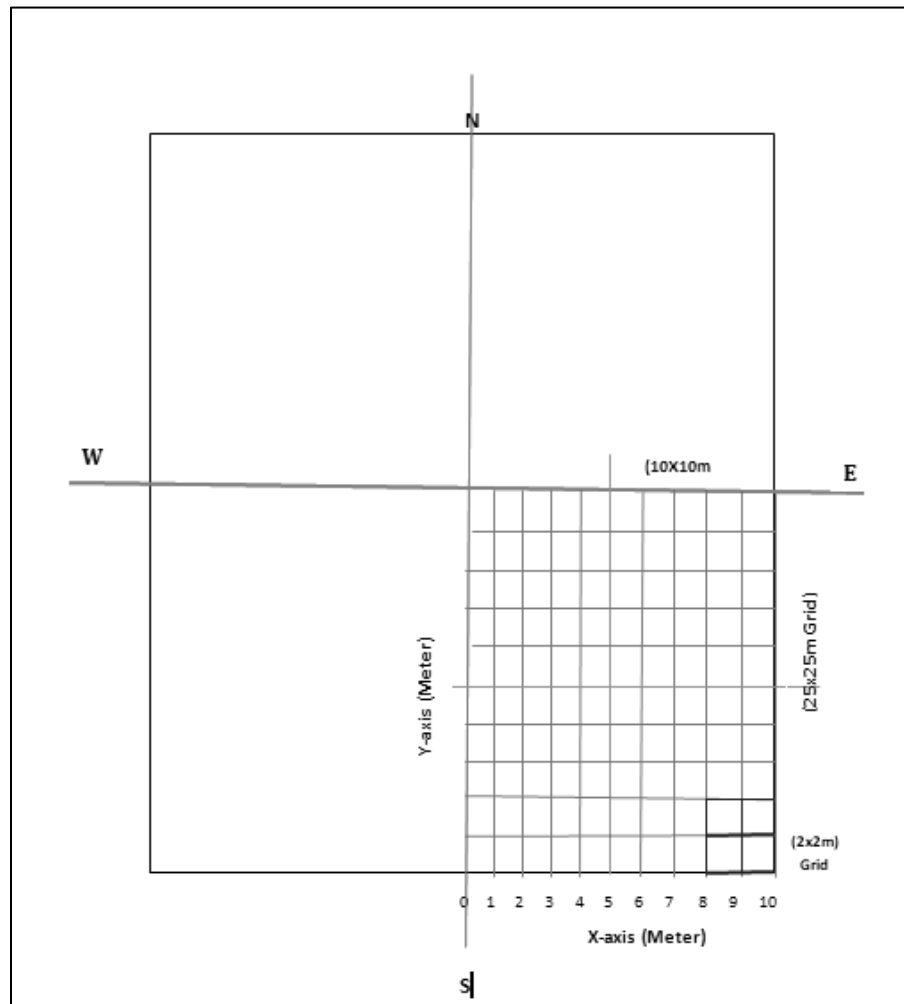 N
W
(10X10m
E
Y-axis (Meter)
(25x25m Grid)
(2x2m)
Grid
0 1 2 3 4 5 6 7 8 9 10
X-axis (Meter)
S